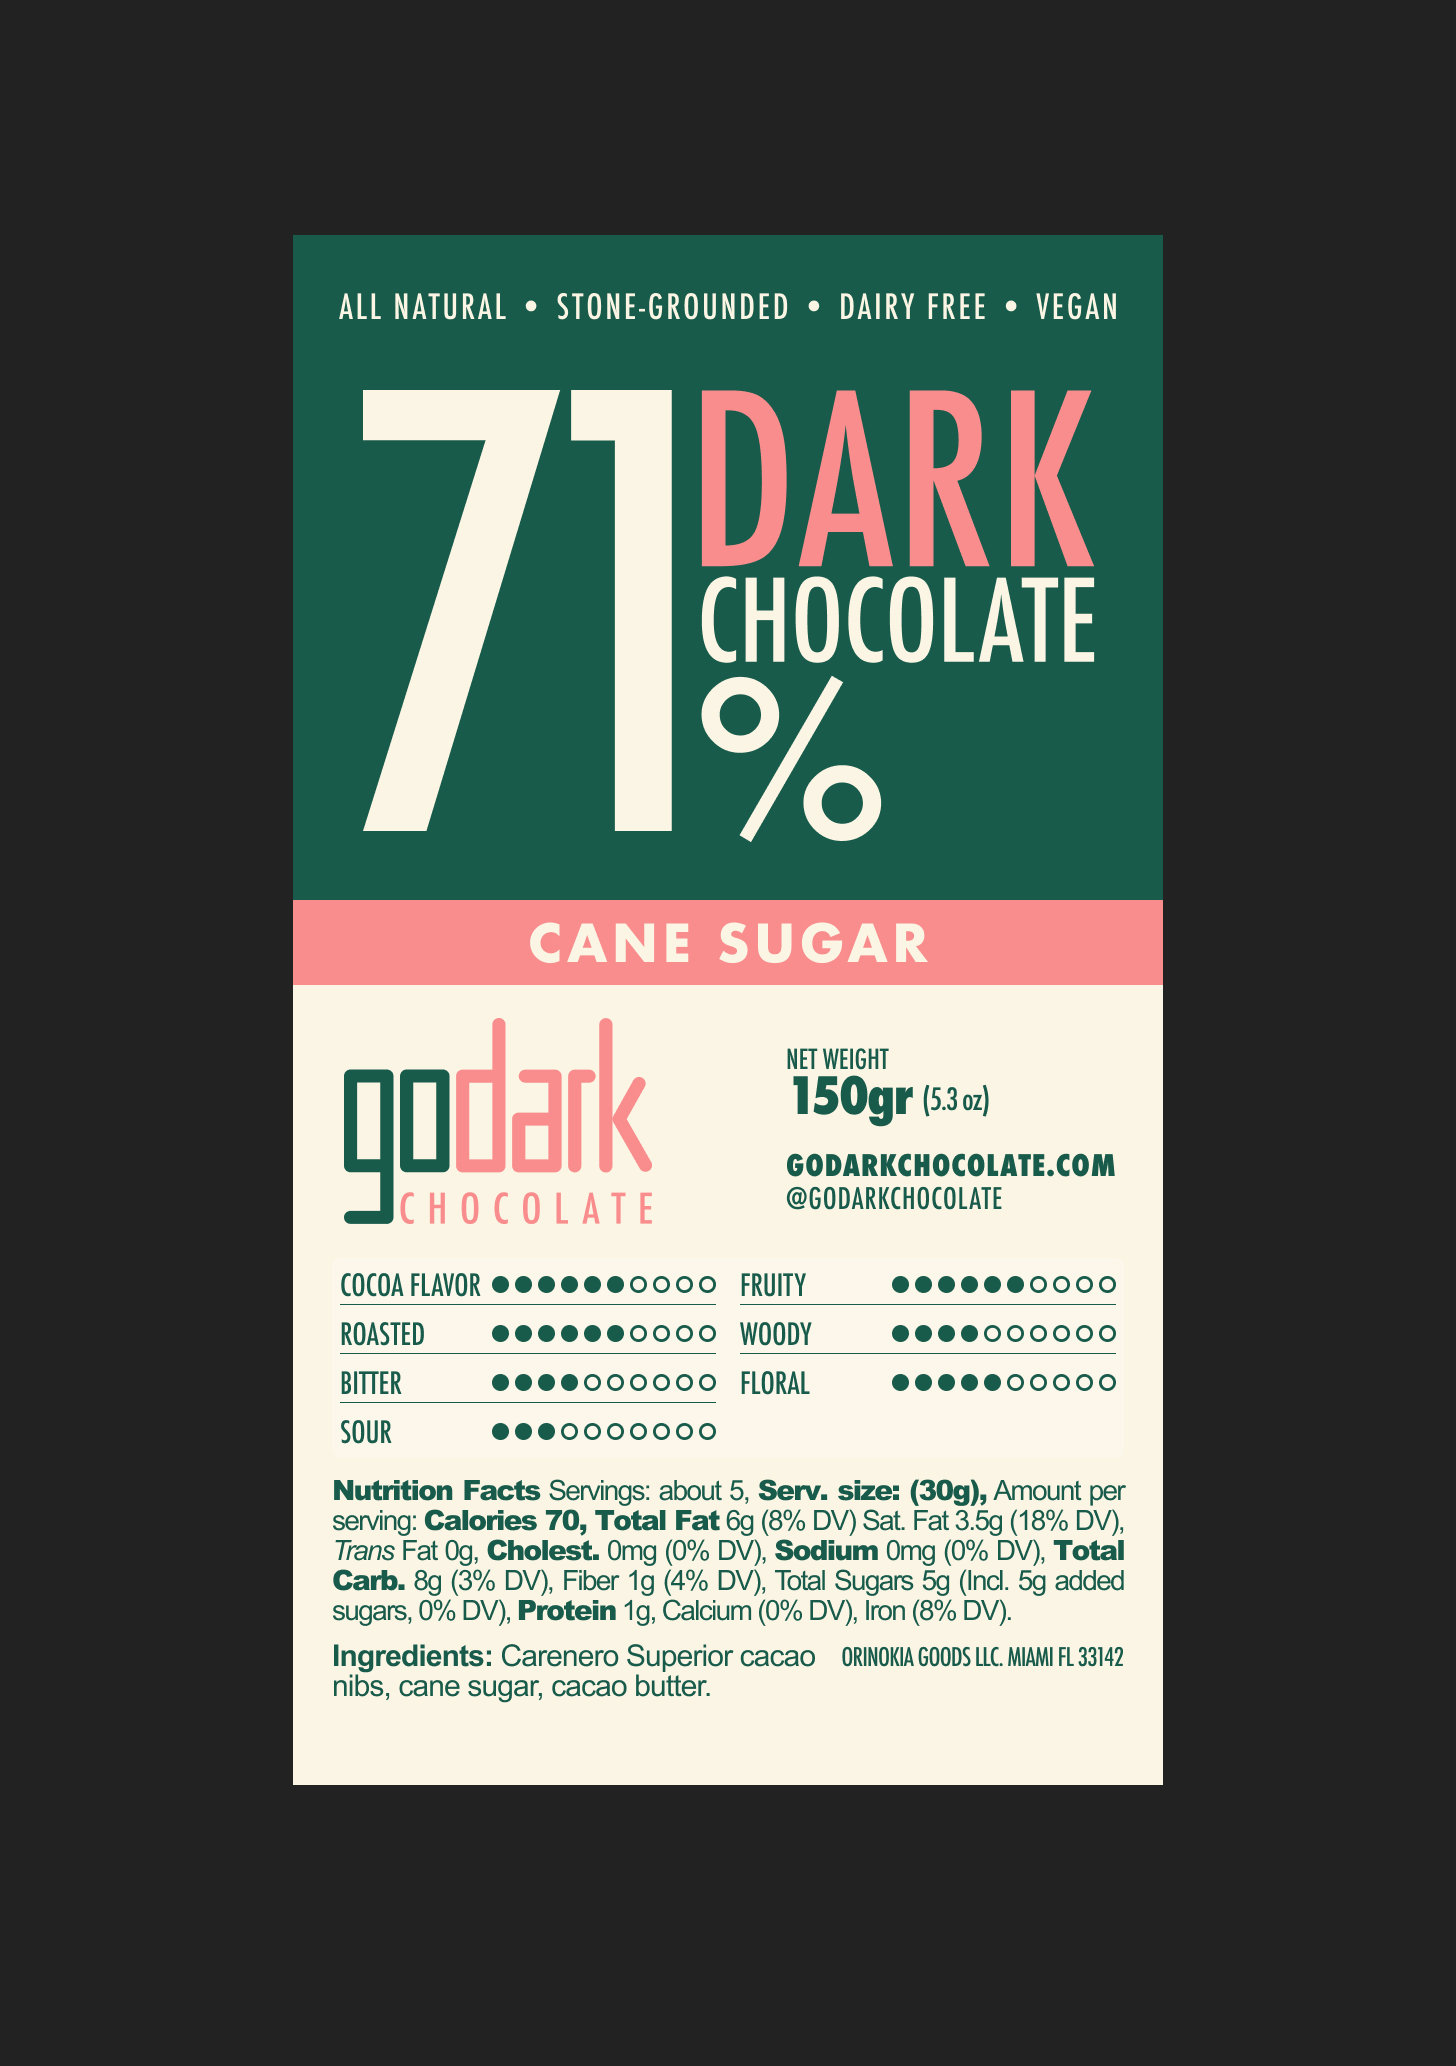 ALL NATURAL • STONE-GROUNDED • DAIRY FREE • VEGAN
71
DARK
CHOCOLATE
%
CANE SUGAR
godark
CHOCOLATE
NET WEIGHT
150gr (5.3 oz)
GODARKCHOCOLATE.COM
@GODARKCHOCOLATE
COCOA FLAVOR
ROASTED
BITTER
SOUR
FRUITY
WOODY
FLORAL
Nutrition Facts Servings: about 5, Serv. size: (30g), Amount per
serving: Calories 70, Total Fat 6g (8% DV) Sat. Fat 3.5g (18% DV),
Trans Fat 0g, Cholest. 0mg (0% DV), Sodium 0mg (0% DV), Total
Carb. 8g (3% DV), Fiber 1g (4% DV), Total Sugars 5g (Incl. 5g added
sugars, 0% DV), Protein 1g, Calcium (0% DV), Iron (8% DV).
Ingredients: Carenero Superior cacao
nibs, cane sugar, cacao butter.
ORINOKIA GOODS LLC. MIAMI FL 33142